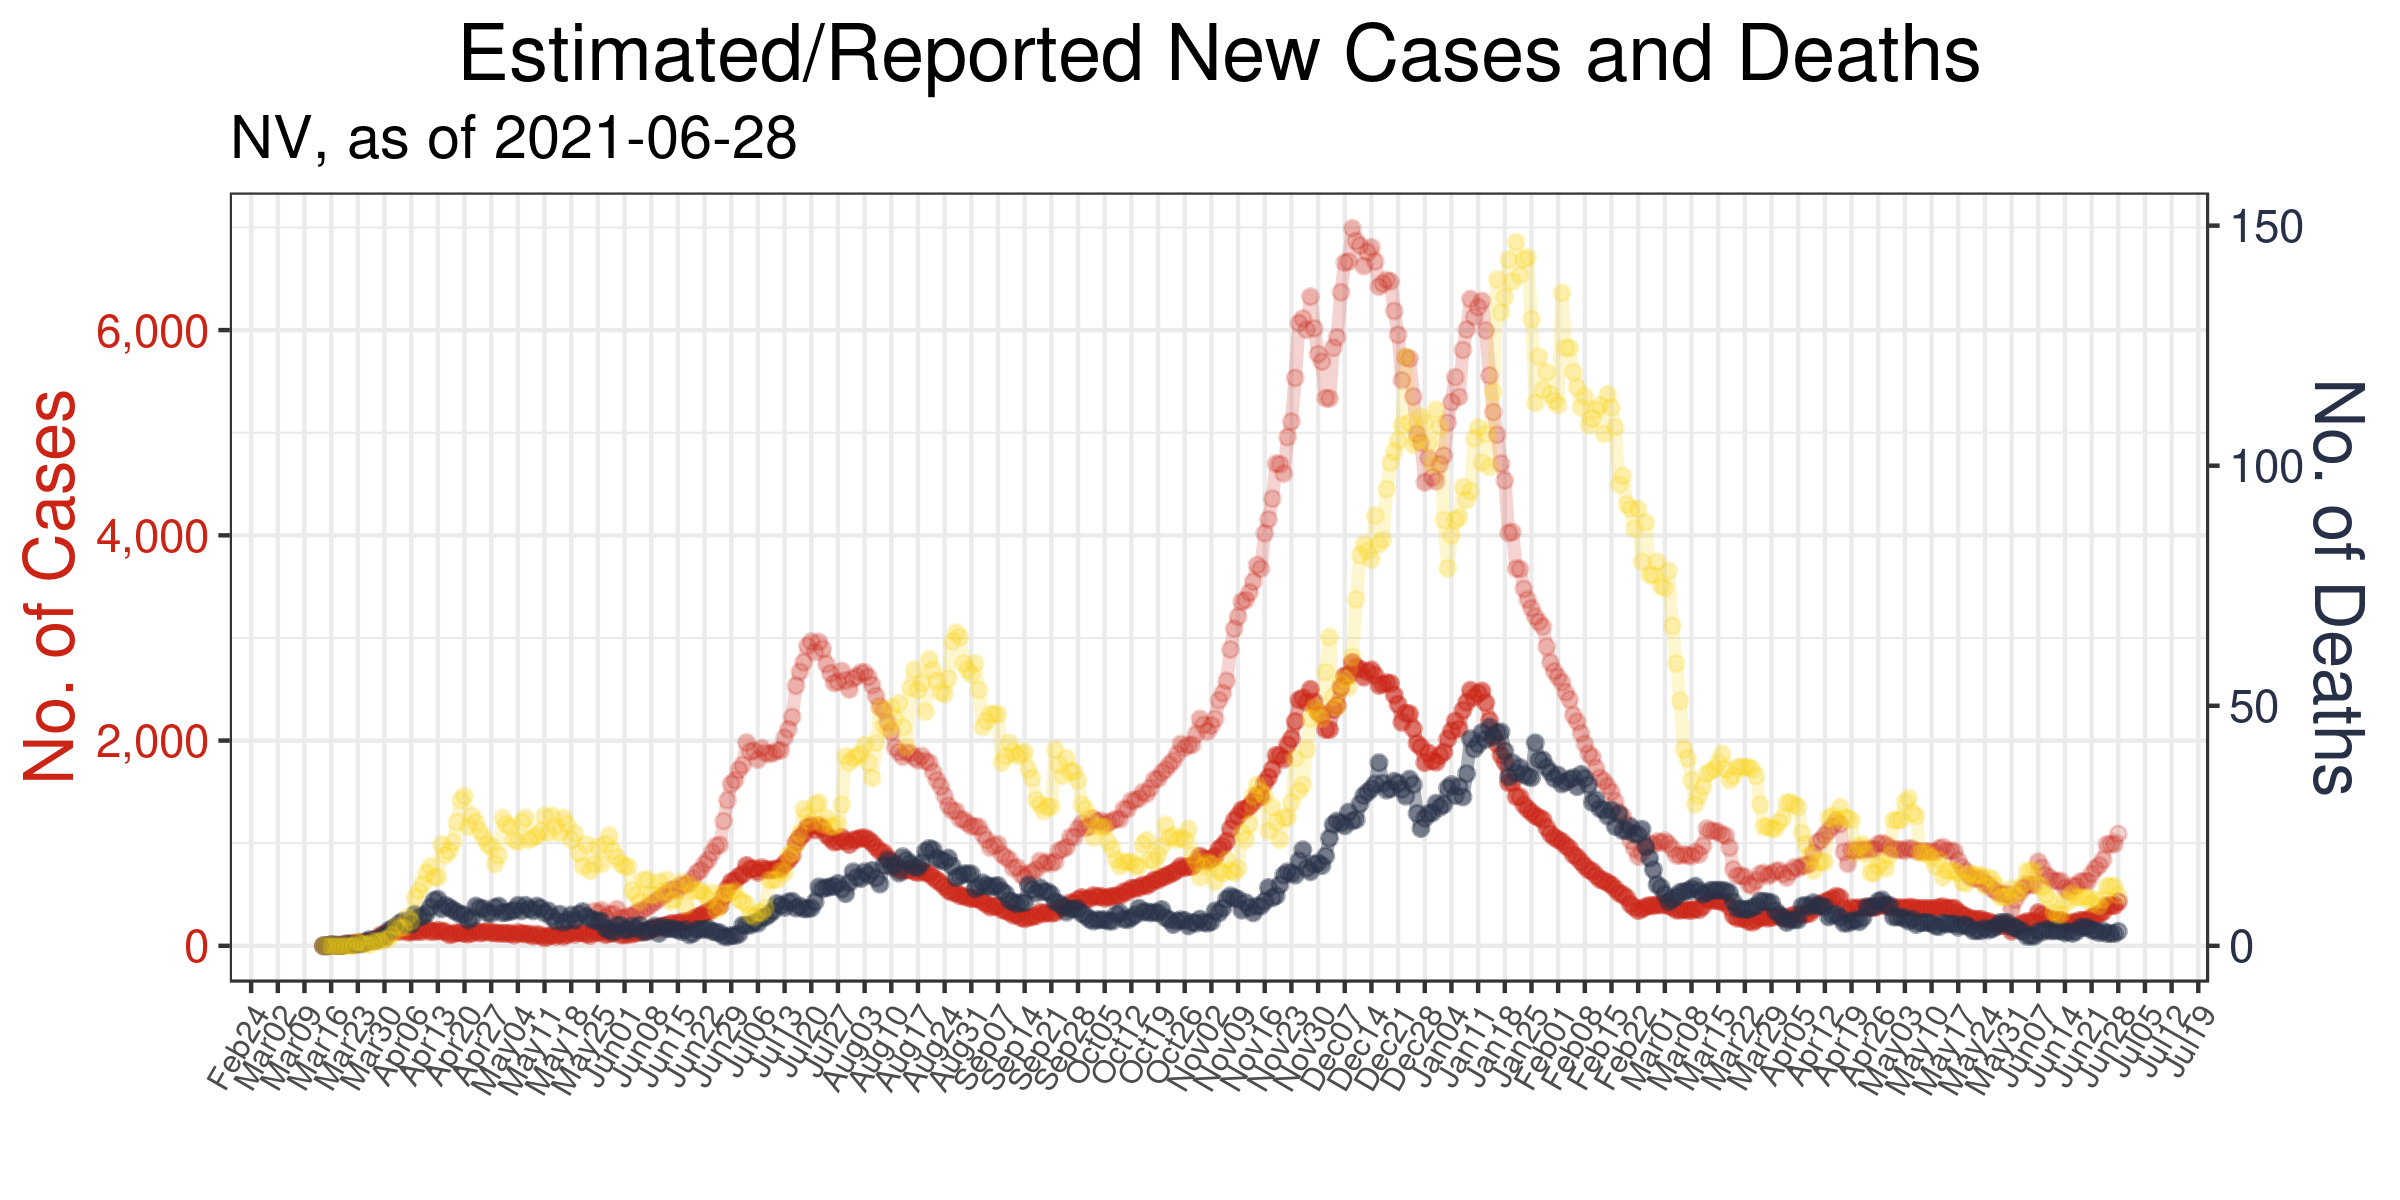 Estimated/Reported New Cases and Deaths
NV, as of 2021-06-28
No. of Cases
6,000
4,000
2,000
0
150
100
50
0
No. of Deaths
Feb24
Mar02
Mar09
Mar16
Mar23
Mar30
Apr06
Apr13
Apr20
Apr27
May04
May11
May18
May25
Jun01
Jun08
Jun15
Jun22
Jun29
Jul06
Jul13
Jul20
Jul27
Aug03
Aug10
Aug17
Aug24
Aug31
Sep07
Sep14
Sep21
Sep28
Oct05
Oct12
Oct19
Oct26
Nov02
Nov09
Nov16
Nov23
Nov30
Dec07
Dec14
Dec21
Dec28
Jan04
Jan11
Jan18
Jan25
Feb01
Feb08
Feb15
Feb22
Mar01
Mar08
Mar15
Mar22
Mar29
Apr05
Apr12
Apr19
Apr26
May03
May10
May17
May24
May31
Jun07
Jun14
Jun21
Jun28
Jul05
Jul12
Jul19